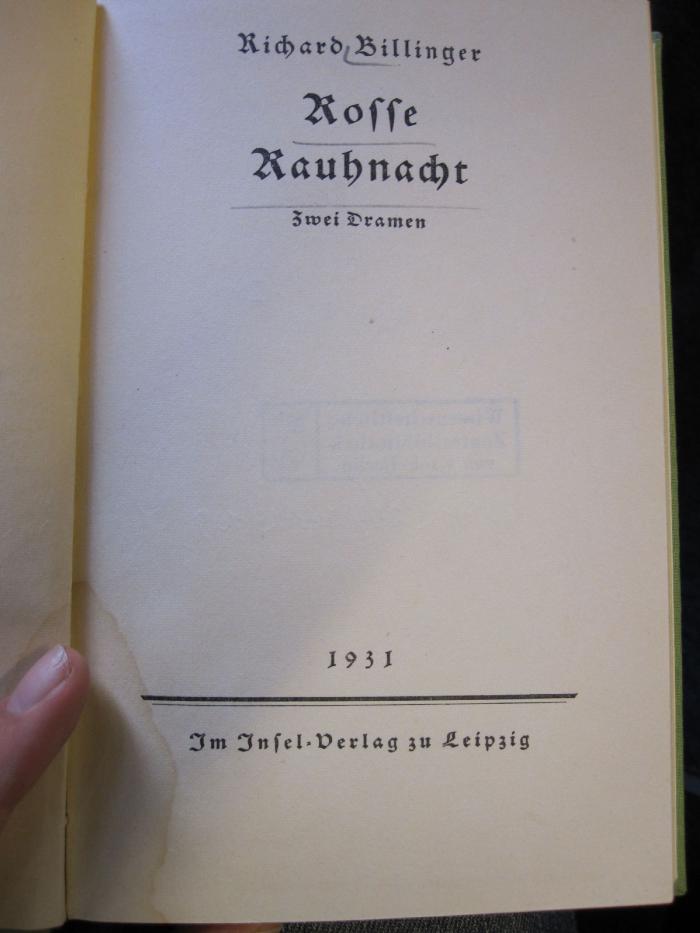 Richard Billinger
Rosse
Rauhnacht
Zwei Dramen
1931
Im Insel-Verlag zu Leipzig